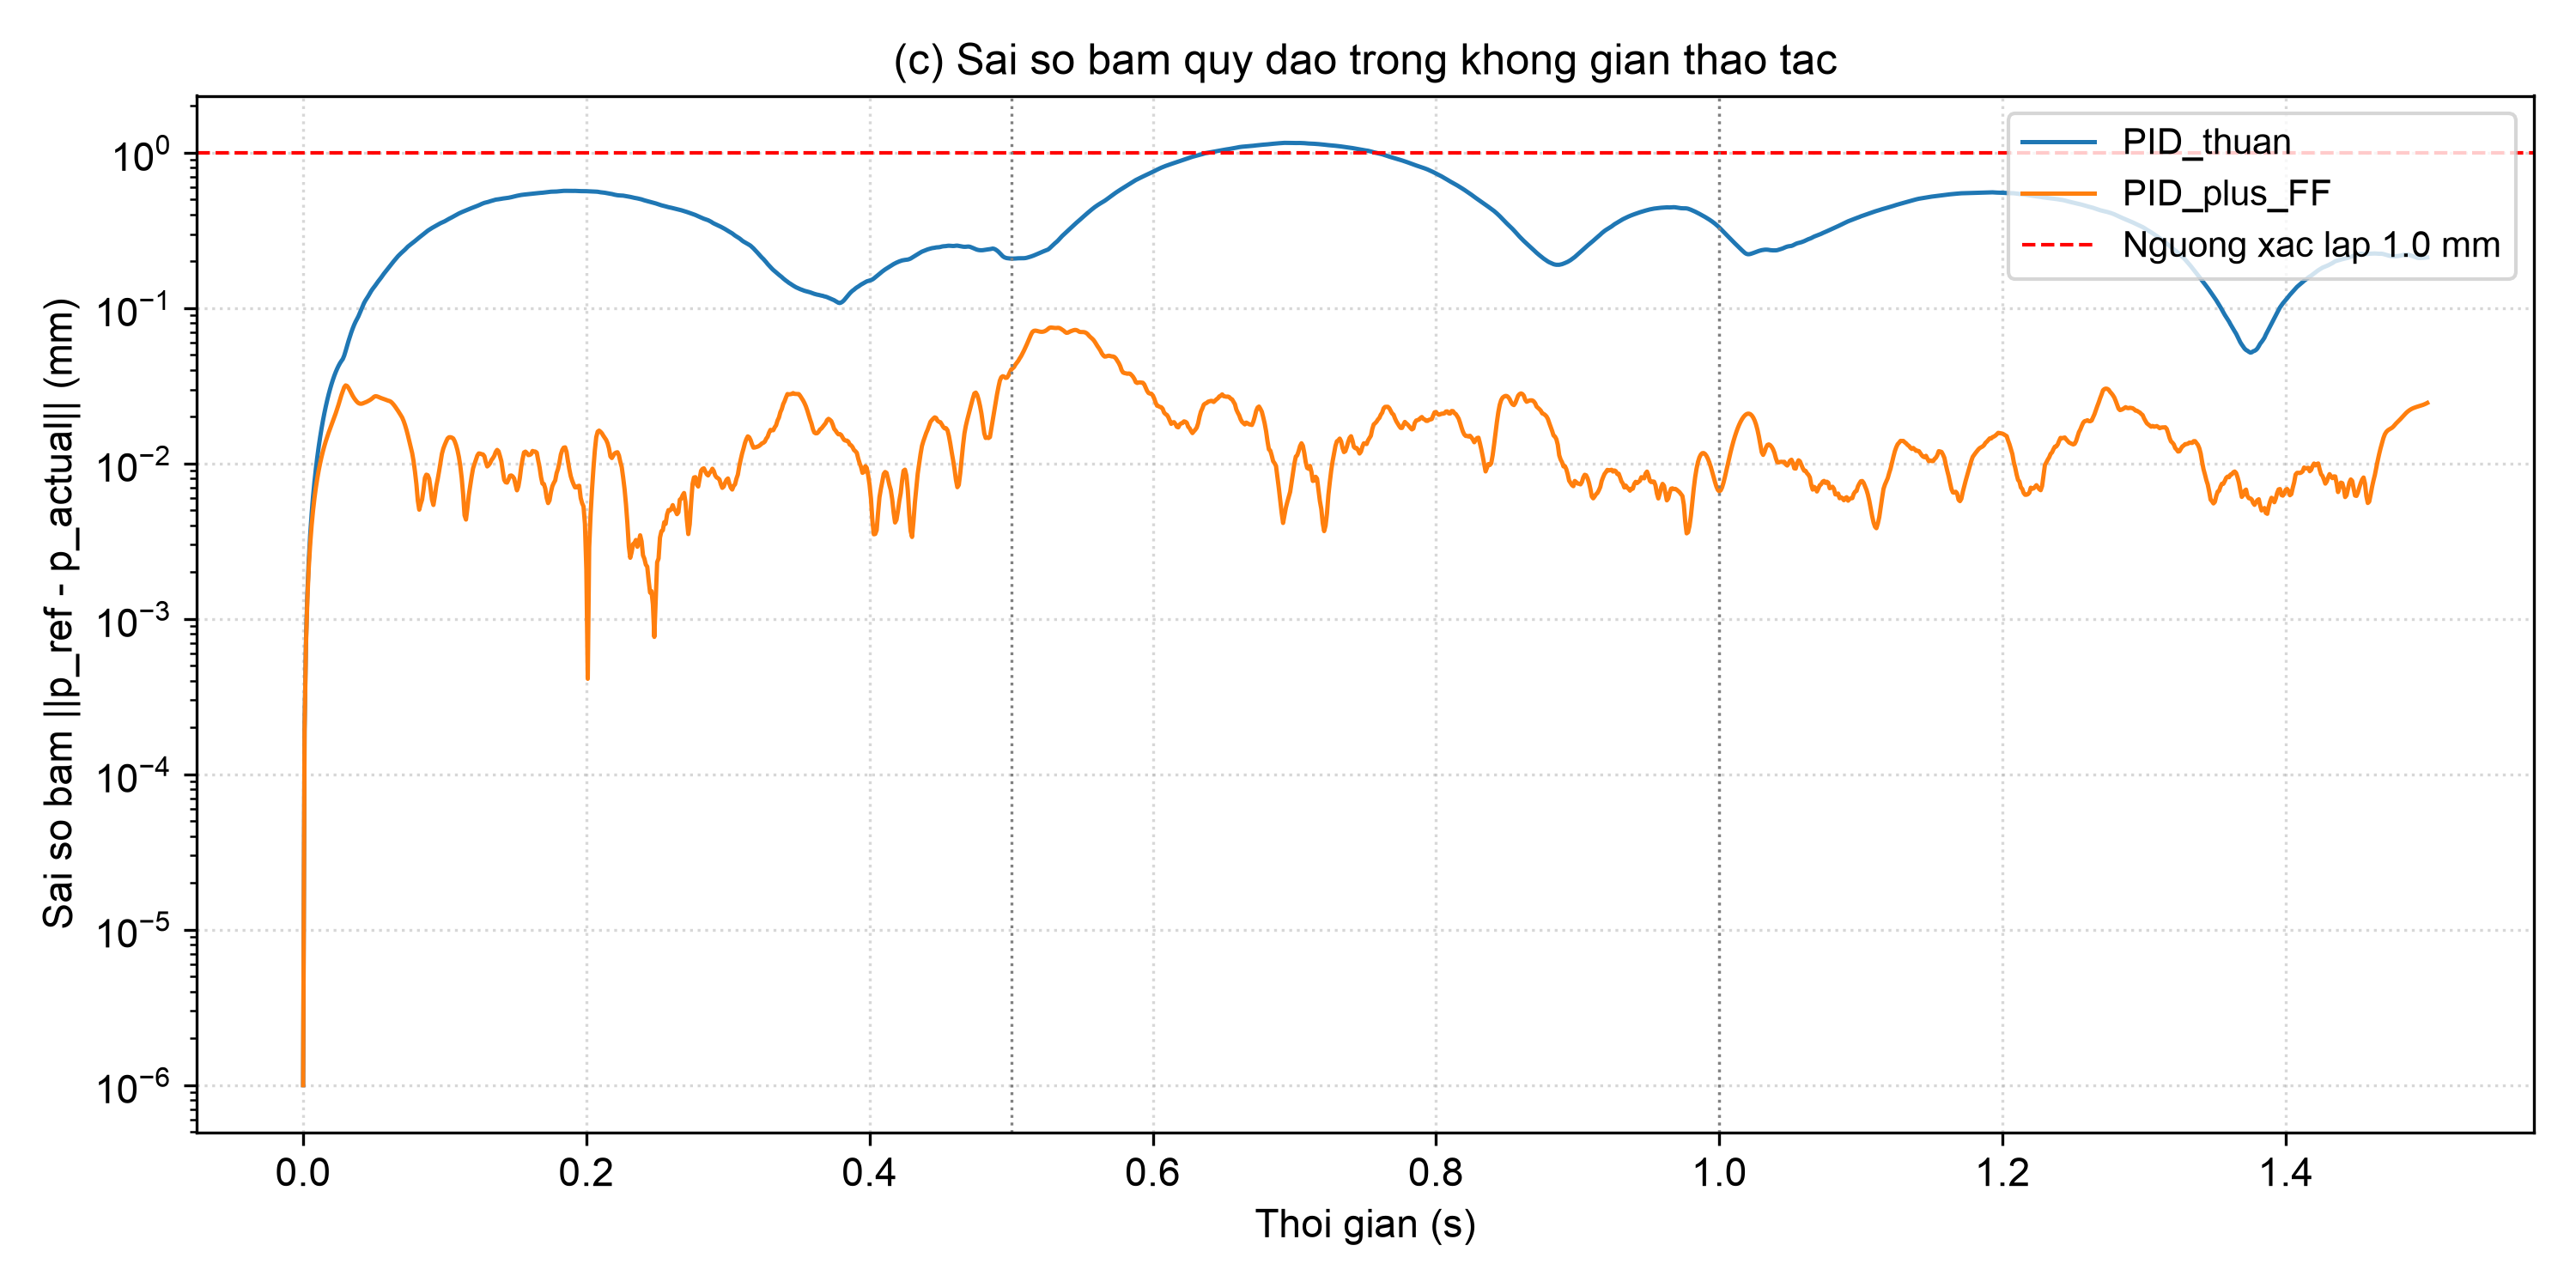 (c) Sai so bam quy dao trong khong gian thao tac
Sai so bam ||p_ref - p_actual|| (mm)
10⁰
10⁻¹
10⁻²
10⁻³
10⁻⁴
10⁻⁵
10⁻⁶
PID_thuan
PID_plus_FF
Nguong xac lap 1.0 mm
0.0 0.2 0.4 0.6 0.8 1.0 1.2 1.4
Thoi gian (s)